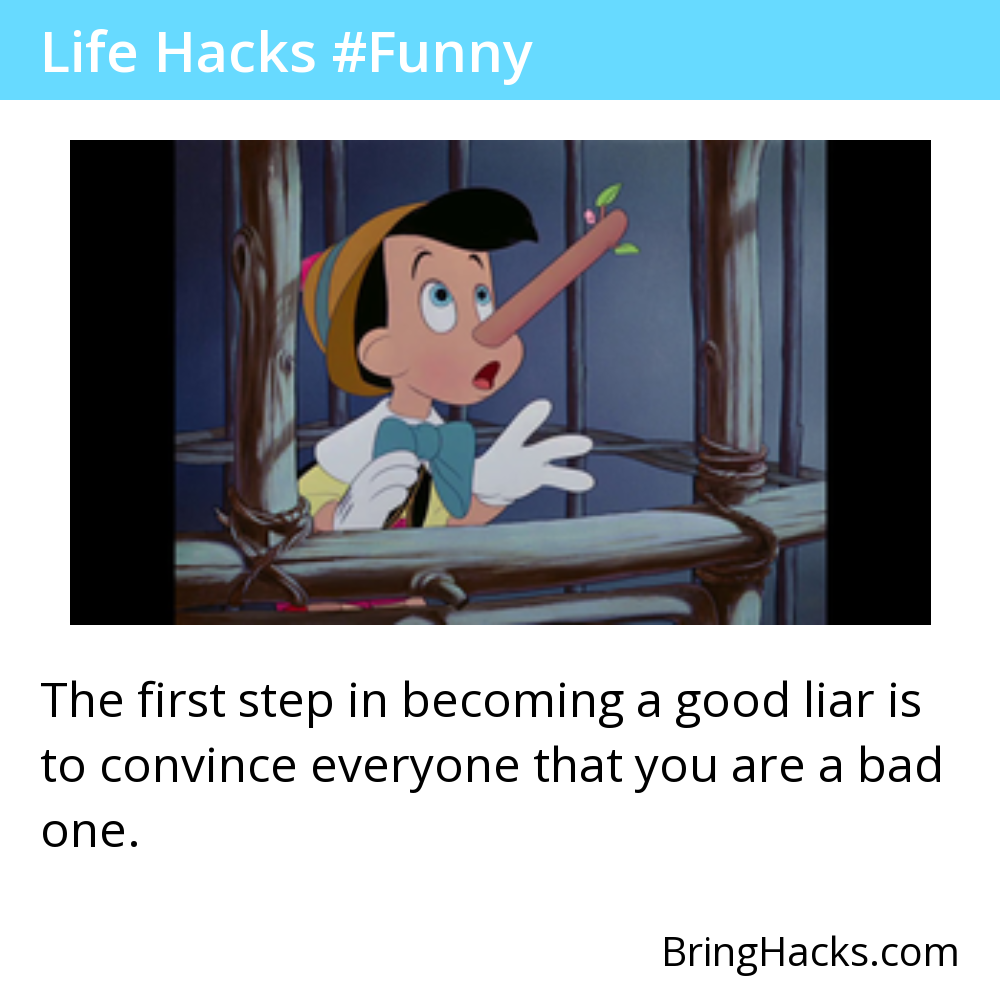 Life Hacks #Funny
The first step in becoming a good liar is
to convince everyone that you are a bad
one.
BringHacks.com